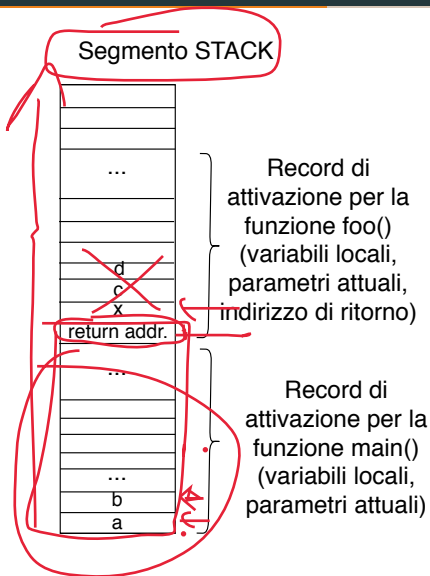 Segmento STACK
...
d
c
x
return addr.
...
...
b
a
Record di
attivazione per la
funzione foo()
(variabili locali,
parametri attuali,
indirizzo di ritorno)
Record di
attivazione per la
funzione main()
(variabili locali,
parametri attuali)